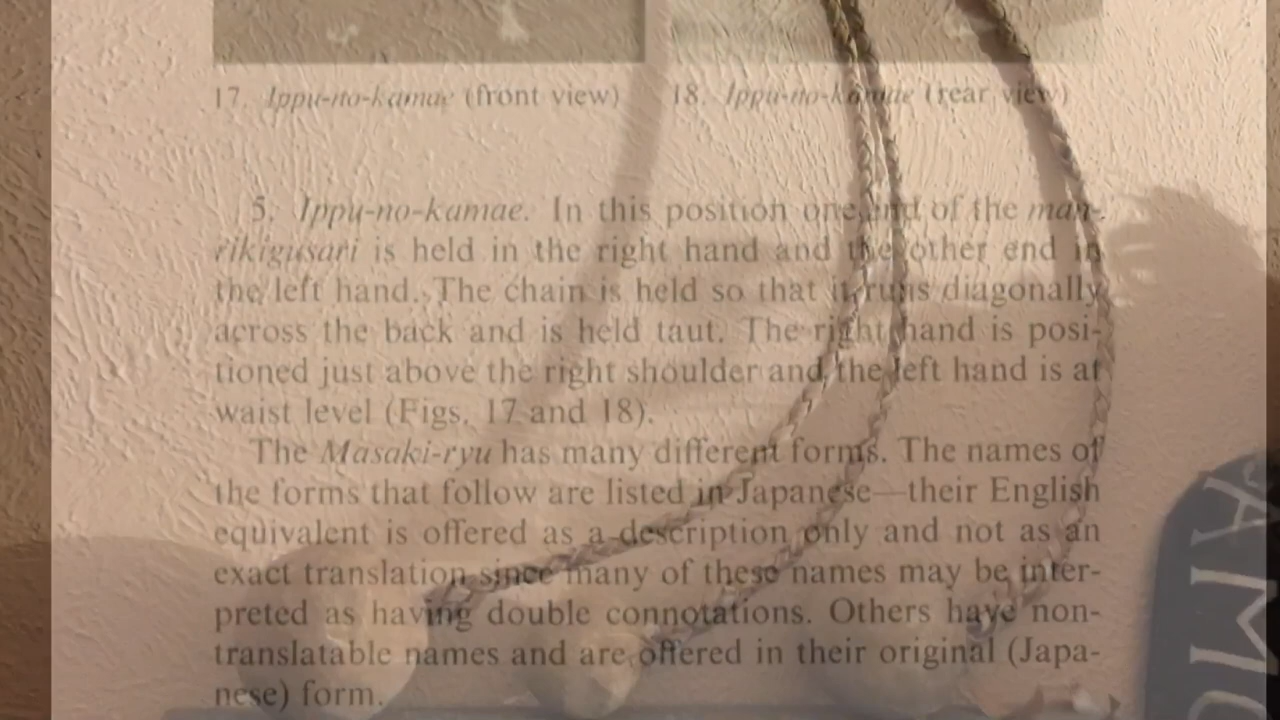 17. Ippu-no-kamae (front view)
18. Ippu-no-kamae (rear view)
5. Ippu-no-kamae. In this position one end of the man-
rikigusari is held in the right hand and the other end in
the left hand. The chain is held so that it runs diagonally
across the back and is held taut. The right hand is posi-
tioned just above the right shoulder and the left hand is at
waist level (Figs. 17 and 18).
The Masaki-ryu has many different forms. The names of
the forms that follow are listed in Japanese—their English
equivalent is offered as a description only and not as an
exact translation since many of these names may be inter-
preted as having double connotations. Others have non-
translatable names and are offered in their original (Japa-
nese) form.